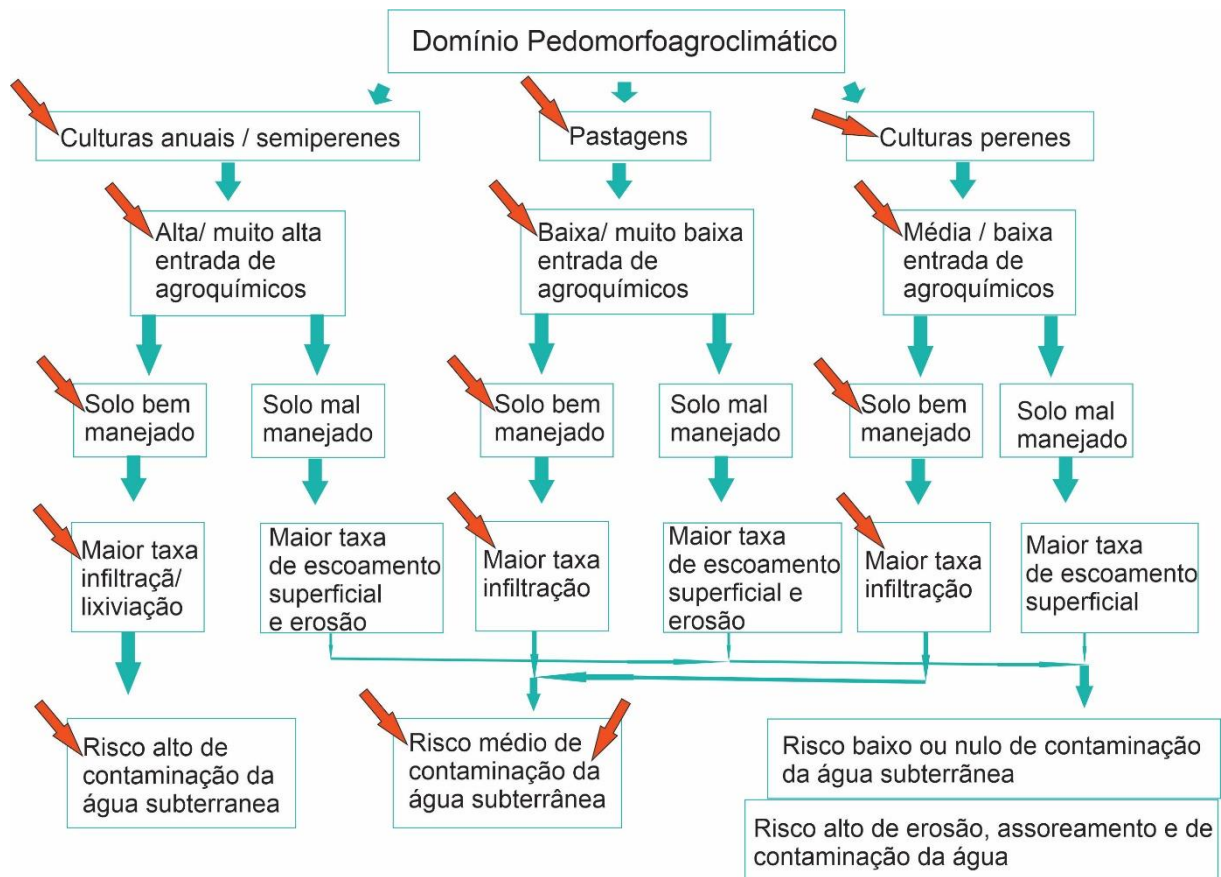 Domínio Pedomorfoagroclimático
Culturas anuais / semiperenes
Pastagens
Culturas perenes
Alta/ muito alta
entrada de
agroquímicos
Baixa/ muito baixa
entrada de
agroquímicos
Média / baixa
entrada de
agroquímicos
Solo bem
manejado
Solo mal
manejado
Solo bem
manejado
Solo mal
manejado
Solo bem
manejado
Solo mal
manejado
Maior taxa
infiltraçã/
lixiviação
Maior taxa
de escoamento
superficial
e erosão
Maior taxa
infiltração
Maior taxa
de escoamento
superficial e
erosão
Maior taxa
infiltração
Maior taxa
de escoamento
superficial
Risco alto de
contaminação da
água subterranea
Risco médio de
contaminação da
água subterrânea
Risco baixo ou nulo de contaminação
da água subterrãnea
Risco alto de erosão, assoreamento e de
contaminação da água